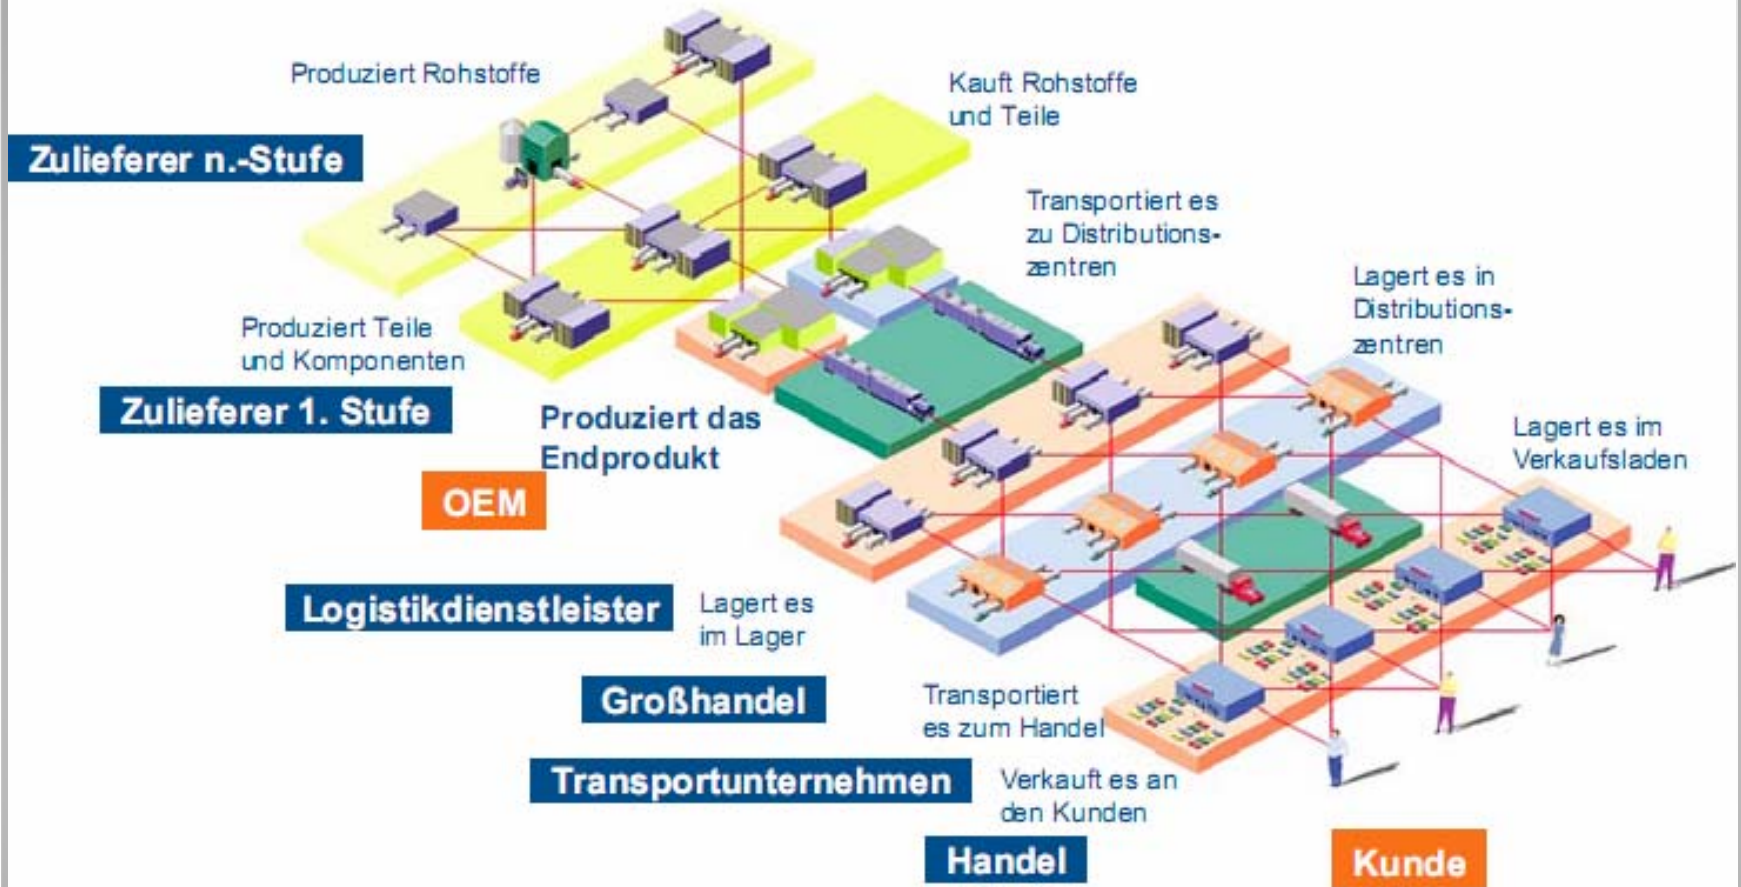 Produziert Rohstoffe
Kauft Rohstoffe
und Teile
Zulieferer n.-Stufe
Transportiert es
zu Distributions-
zentren
Lagert es in
Distributions-
zentren
Produziert Teile
und Komponenten
Zulieferer 1. Stufe
Produziert das
Endprodukt
Lagert es im
Verkaufsladen
OEM
Logistikdienstleister
Lagert es
im Lager
Großhandel
Transportiert
es zum Handel
Transportunternehmen
Verkauft es an
den Kunden
Handel
Kunde